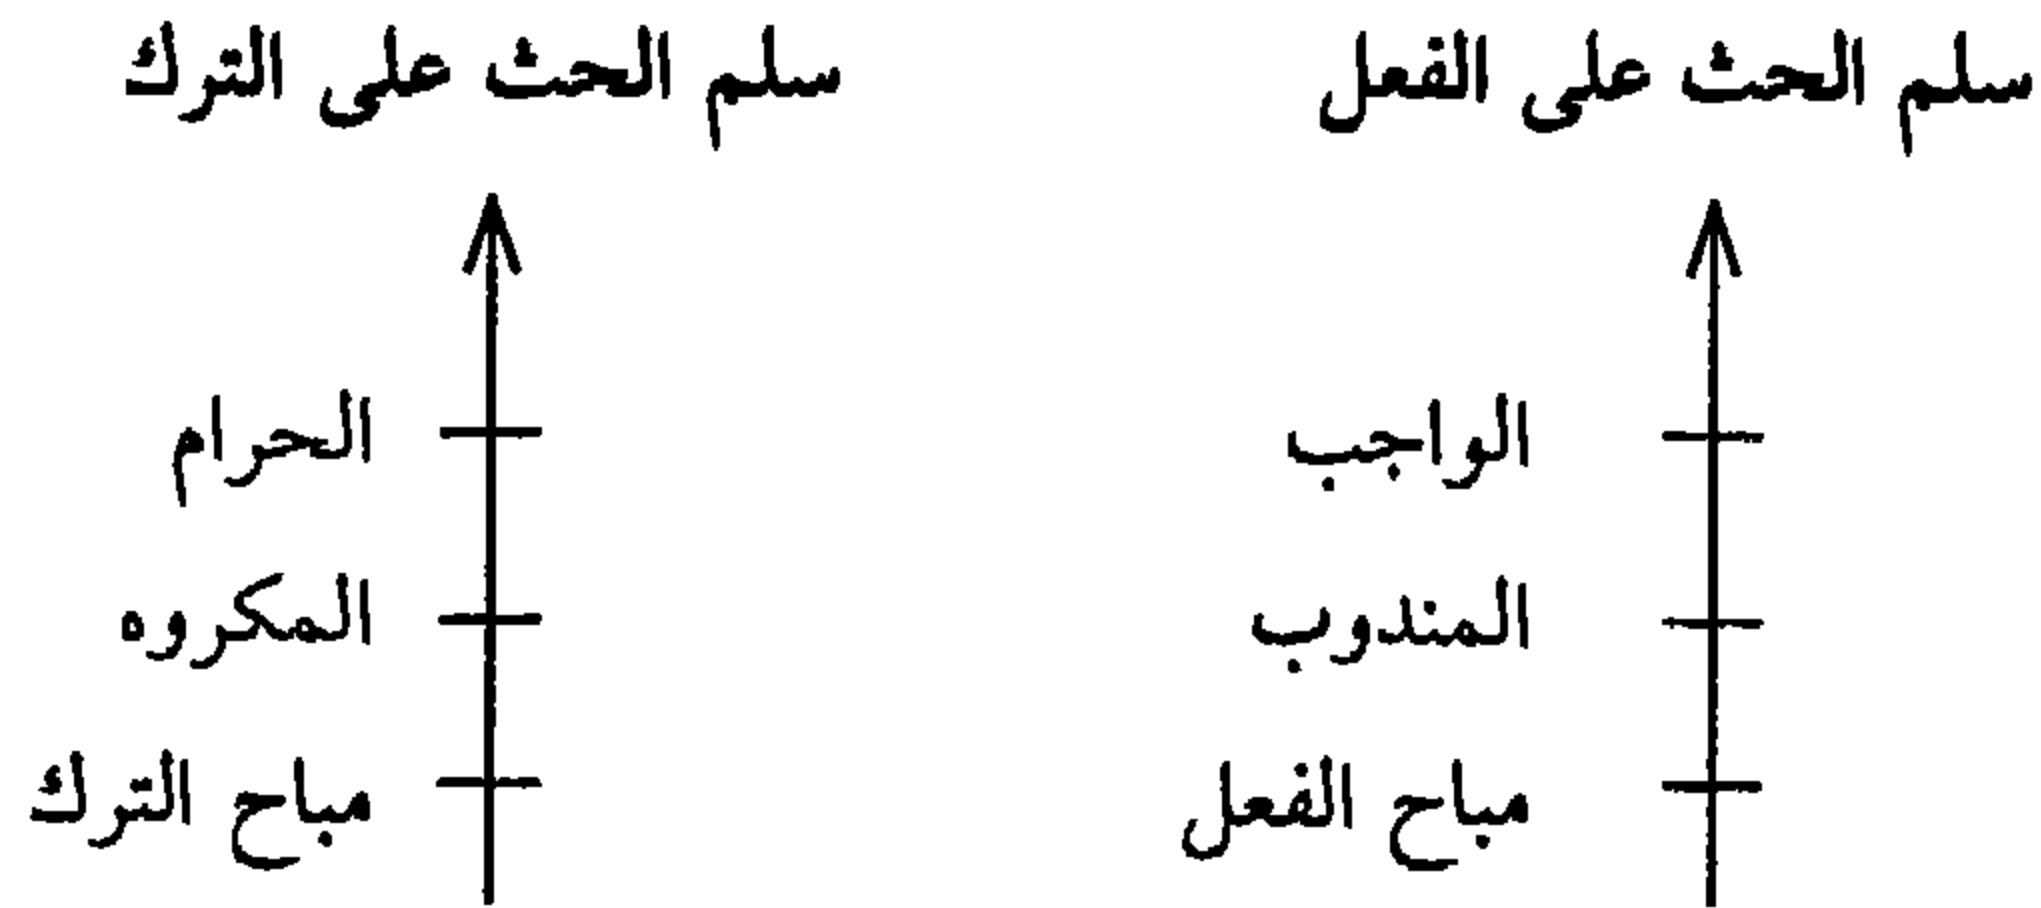 سلم الحث على الفعل
سلم الحث على الترك
الواجب
الحرام
المندوب
المكروه
مباح الفعل
مباح الترك